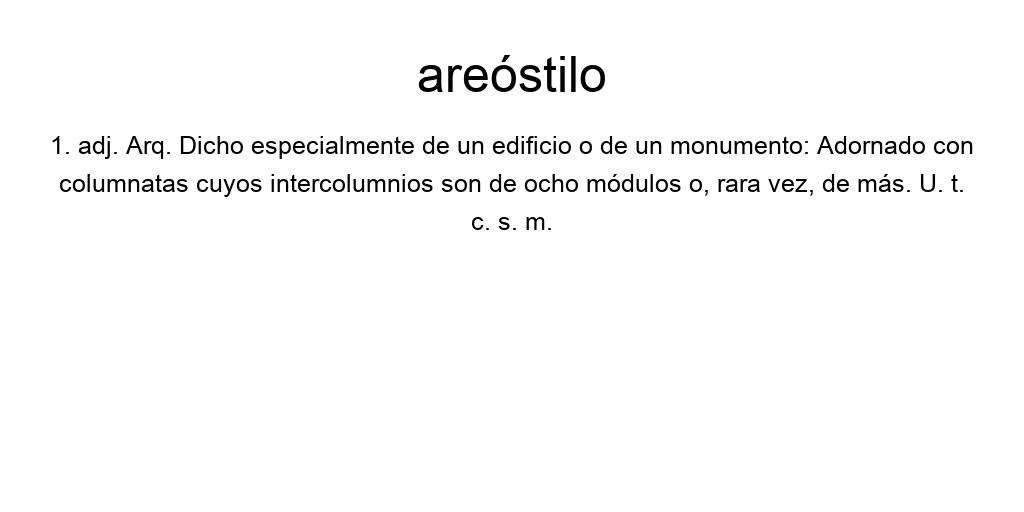 areóstilo
1. adj. Arq. Dicho especialmente de un edificio o de un monumento: Adornado con
columnatas cuyos intercolumnios son de ocho módulos o, rara vez, de más. U. t.
c. s. m.